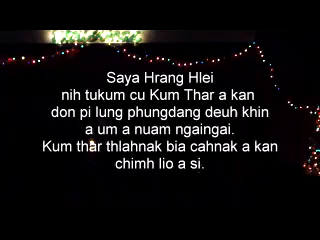 Saya Hrang Hlei
nih tukum cu Kum Thar a kan
don pi lung phungdang deuh khin
a um a nuam ngaingai.
Kum thar thlahnak bia cahnak a kan
chimh lio a si.